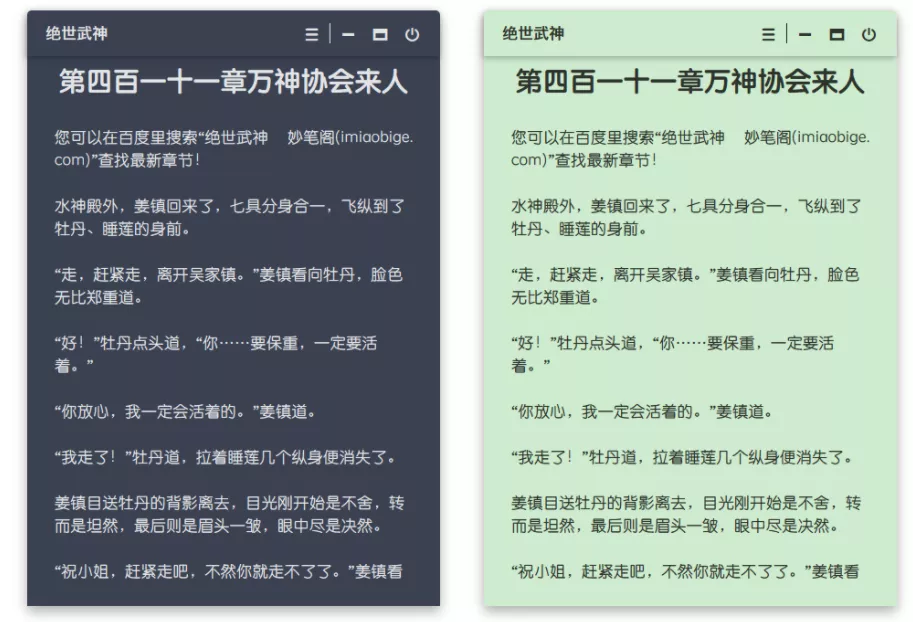 绝世武神
第四百一十一章万神协会来人
您可以在百度里搜索“绝世武神 妙笔阁(imiaobige.
com)”查找最新章节！
水神殿外，姜镇回来了，七具分身合一，飞纵到了
牡丹、睡莲的身前。
“走，赶紧走，离开吴家镇。”姜镇看向牡丹，脸色
无比郑重道。
“好！”牡丹点头道，“你……要保重，一定要活
着。”
“你放心，我一定会活着的。”姜镇道。
“我走了！”牡丹道，拉着睡莲几个纵身便消失了。
姜镇目送牡丹的背影离去，目光刚开始是不舍，转
而是坦然，最后则是眉头一皱，眼中尽是决然。
“祝小姐，赶紧走吧，不然你就走不了了。”姜镇看
绝世武神
第四百一十一章万神协会来人
您可以在百度里搜索“绝世武神 妙笔阁(imiaobige.
com)”查找最新章节！
水神殿外，姜镇回来了，七具分身合一，飞纵到了
牡丹、睡莲的身前。
“走，赶紧走，离开吴家镇。”姜镇看向牡丹，脸色
无比郑重道。
“好！”牡丹点头道，“你……要保重，一定要活
着。”
“你放心，我一定会活着的。”姜镇道。
“我走了！”牡丹道，拉着睡莲几个纵身便消失了。
姜镇目送牡丹的背影离去，目光刚开始是不舍，转
而是坦然，最后则是眉头一皱，眼中尽是决然。
“祝小姐，赶紧走吧，不然你就走不了了。”姜镇看